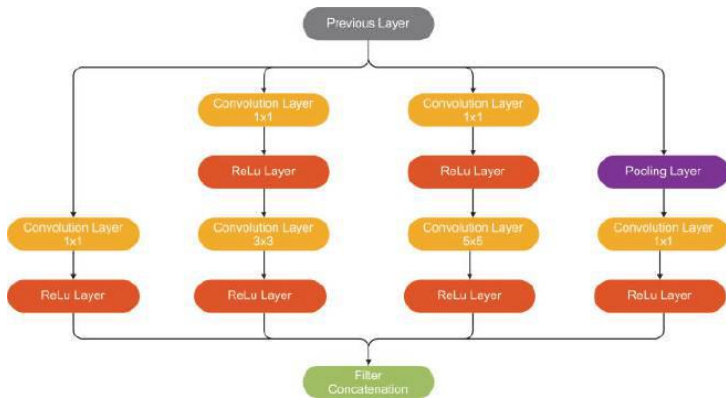 Previous Layer
Convolution Layer
1x1
Convolution Layer
1x1
ReLu Layer
ReLu Layer
Pooling Layer
Convolution Layer
1x1
Convolution Layer
3x3
Convolution Layer
5x5
Convolution Layer
1x1
ReLu Layer
ReLu Layer
ReLu Layer
ReLu Layer
Filter
Concatenation